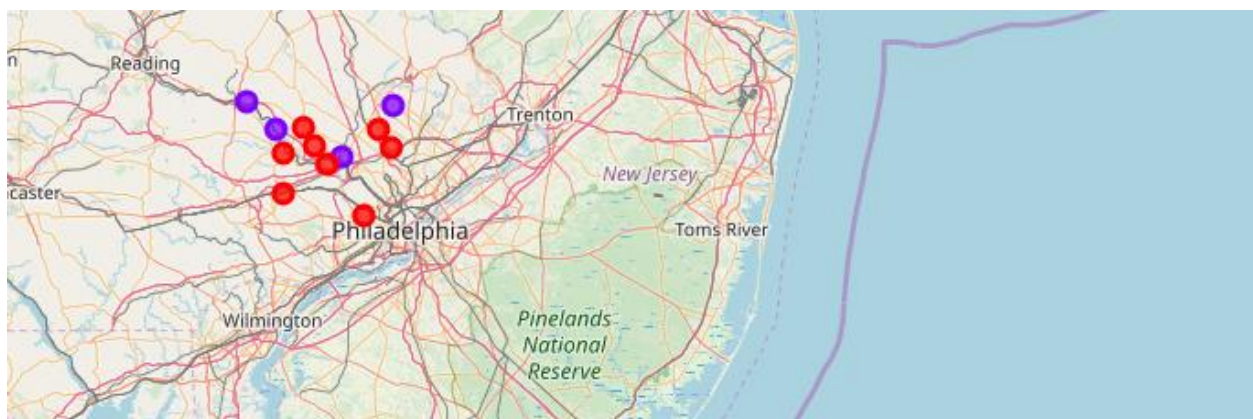 Reading
n
Trenton
New Jersey
caster
Philadelphia
Toms River
Wilmington
Pinelands
National
Reserve